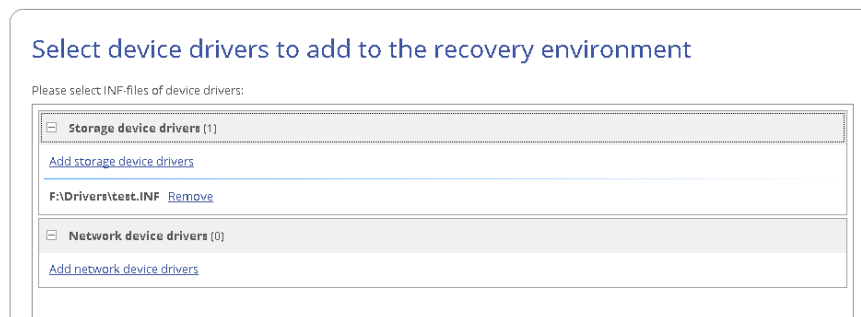 Select device drivers to add to the recovery environment
Please select INF-files of device drivers:
Storage device drivers (1)
Add storage device drivers
F:\Drivers\test.INF Remove
Network device drivers (0)
Add network device drivers